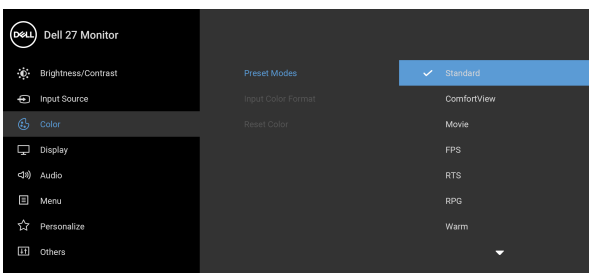 DELL Dell 27 Monitor
Brightness/Contrast Preset Modes Standard
Input Source Input Color Format ComfortView
Color Reset Color Movie
Display FPS
Audio RTS
Menu RPG
Personalize Warm
Others